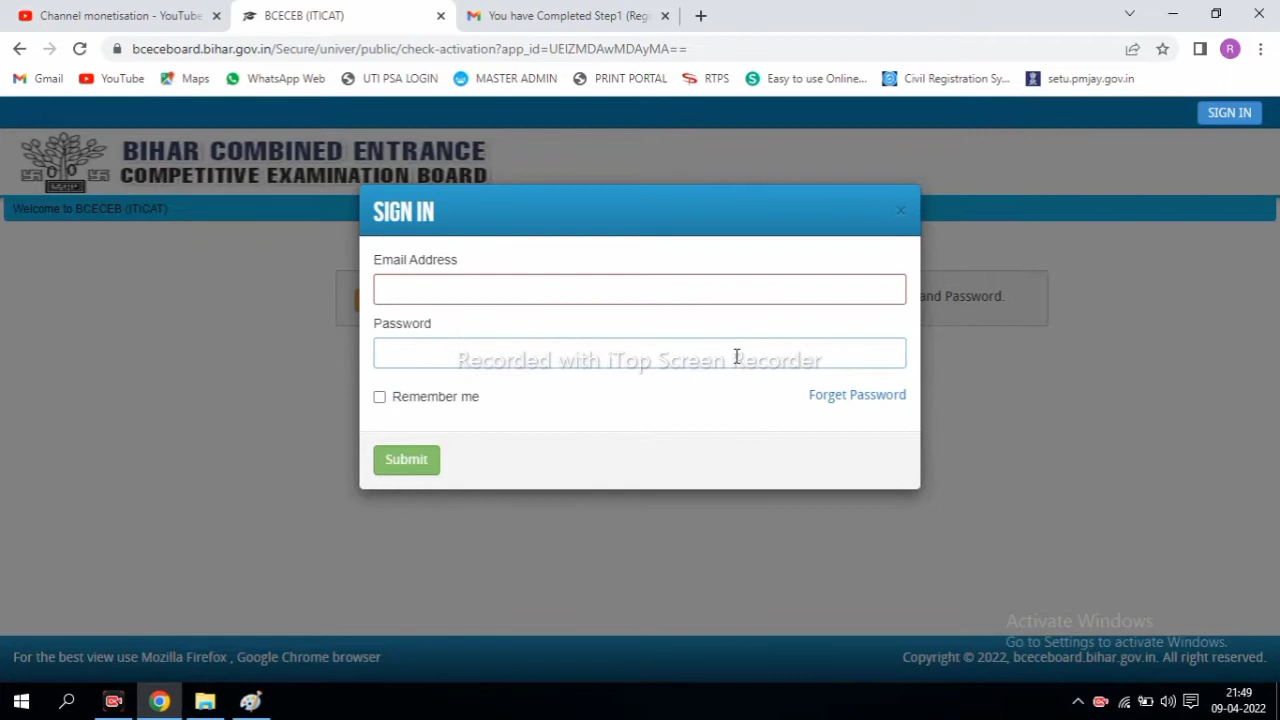 Channel monetisation - YouTube
BCECEB (ITICAT)
You have Completed Step1 (Reg
bceceboard.bihar.gov.in/Secure/univer/public/check-activation?app_id=UEIZMDAwMDAyMA==
R
Gmail
YouTube
Maps
WhatsApp Web
UTI PSA LOGIN
MASTER ADMIN
PRINT PORTAL
RTPS
Easy to use Online...
Civil Registration Sy...
setu.pmjay.gov.in
SIGN IN
BIHAR COMBINED ENTRANCE
COMPETITIVE EXAMINATION BOARD
Welcome to BCECEB (ITICAT)
SIGN IN
Email Address
and Password.
Password
Recorded with iTop Screen Recorder
Remember me
Forget Password
Submit
Activate Windows
Go to Settings to activate Windows.
For the best view use Mozilla Firefox , Google Chrome browser
Copyright © 2022, bceceboard.bihar.gov.in. All right reserved.
21:49
09-04-2022